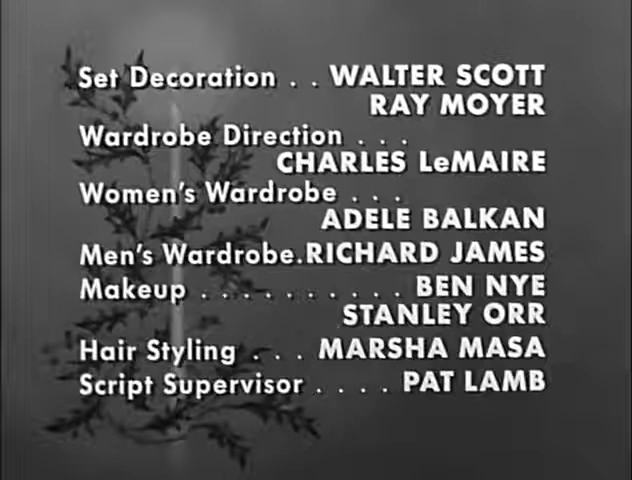 Set Decoration . . WALTER SCOTT
RAY MOYER
Wardrobe Direction . . .
CHARLES LeMAIRE
Women's Wardrobe . . .
ADELE BALKAN
Men's Wardrobe.RICHARD JAMES
Makeup . . . . . . . . . . BEN NYE
STANLEY ORR
Hair Styling . . . MARSHA MASA
Script Supervisor . . . . PAT LAMB